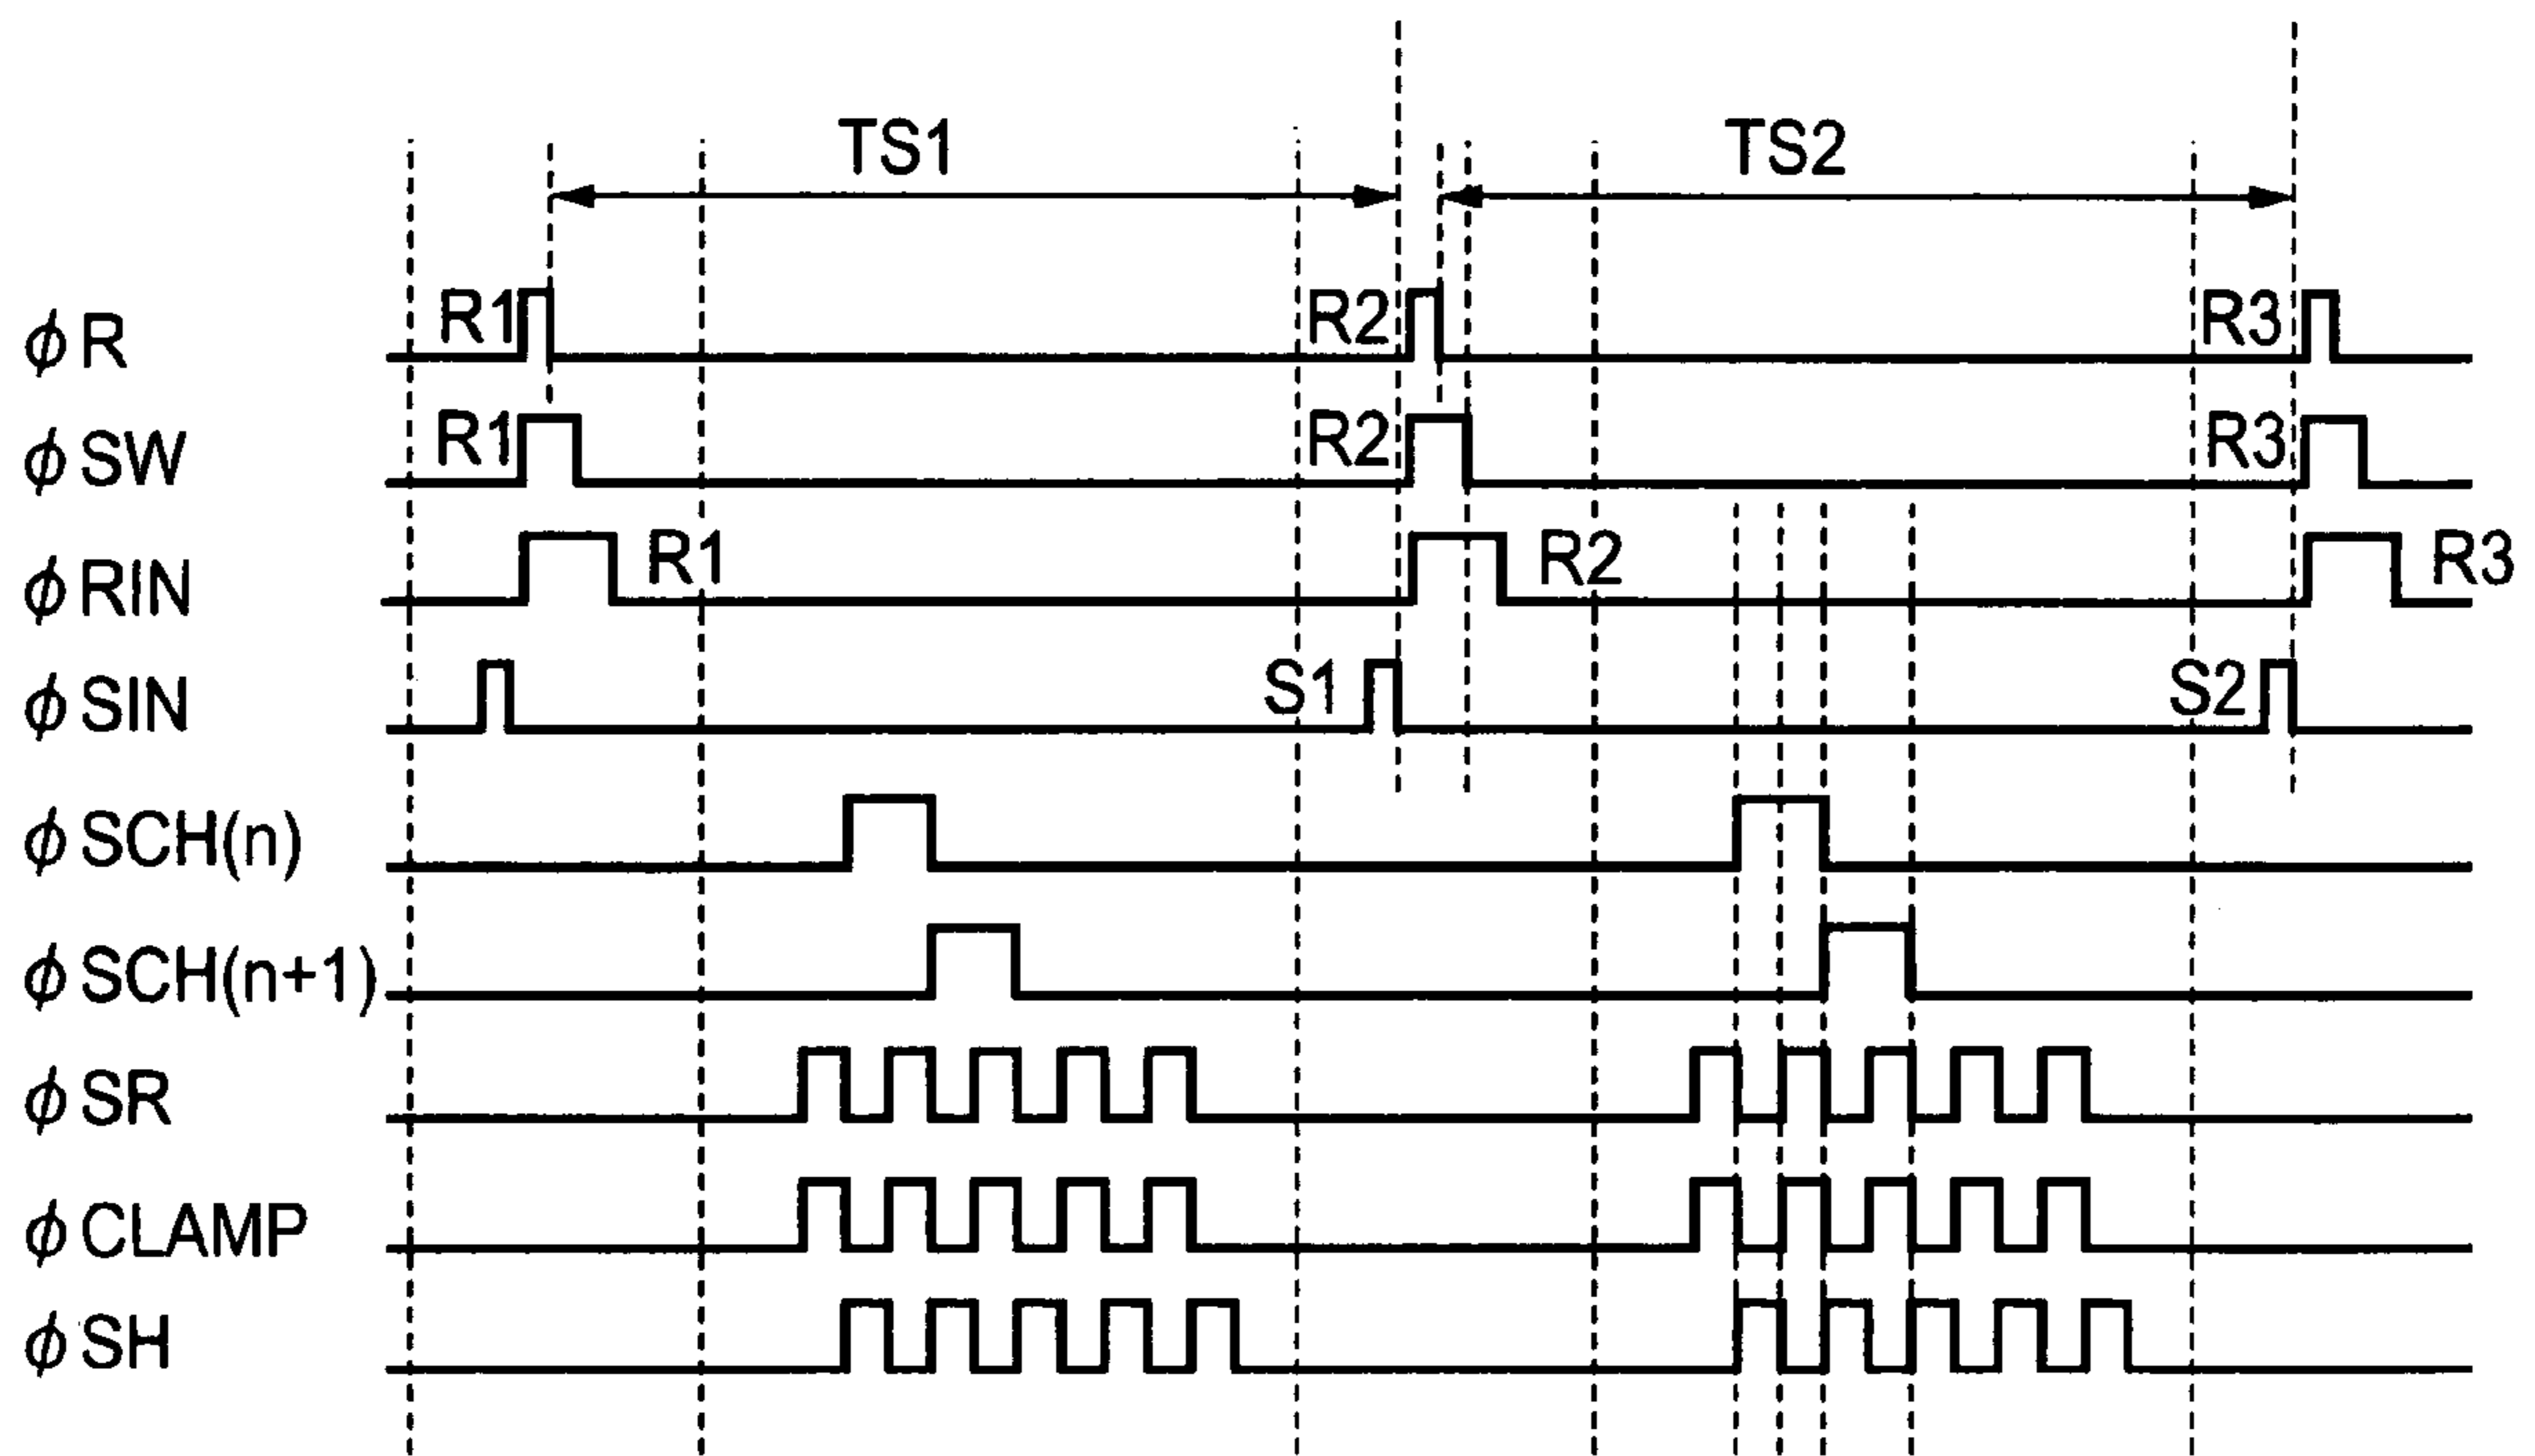 TS1 TS2
φR R1 R2 R3
φSW R1 R2 R3
φRIN R1 R2 R3
φSIN S1 S2
φSCH(n)
φSCH(n+1)
φSR
φCLAMP
φSH